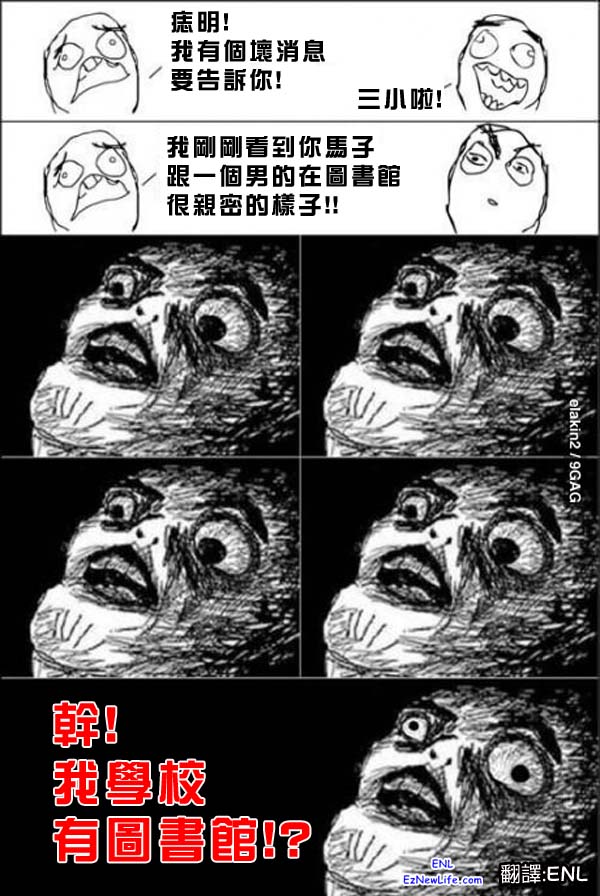 痣明!
我有個壞消息
要告訴你!
三小啦!
我剛剛看到你馬子
跟一個男的在圖書館
很親密的樣子!!
elakin2 / 9GAG
幹!
我學校
有圖書館!?
ENL
EzNewLife.com
翻譯:ENL